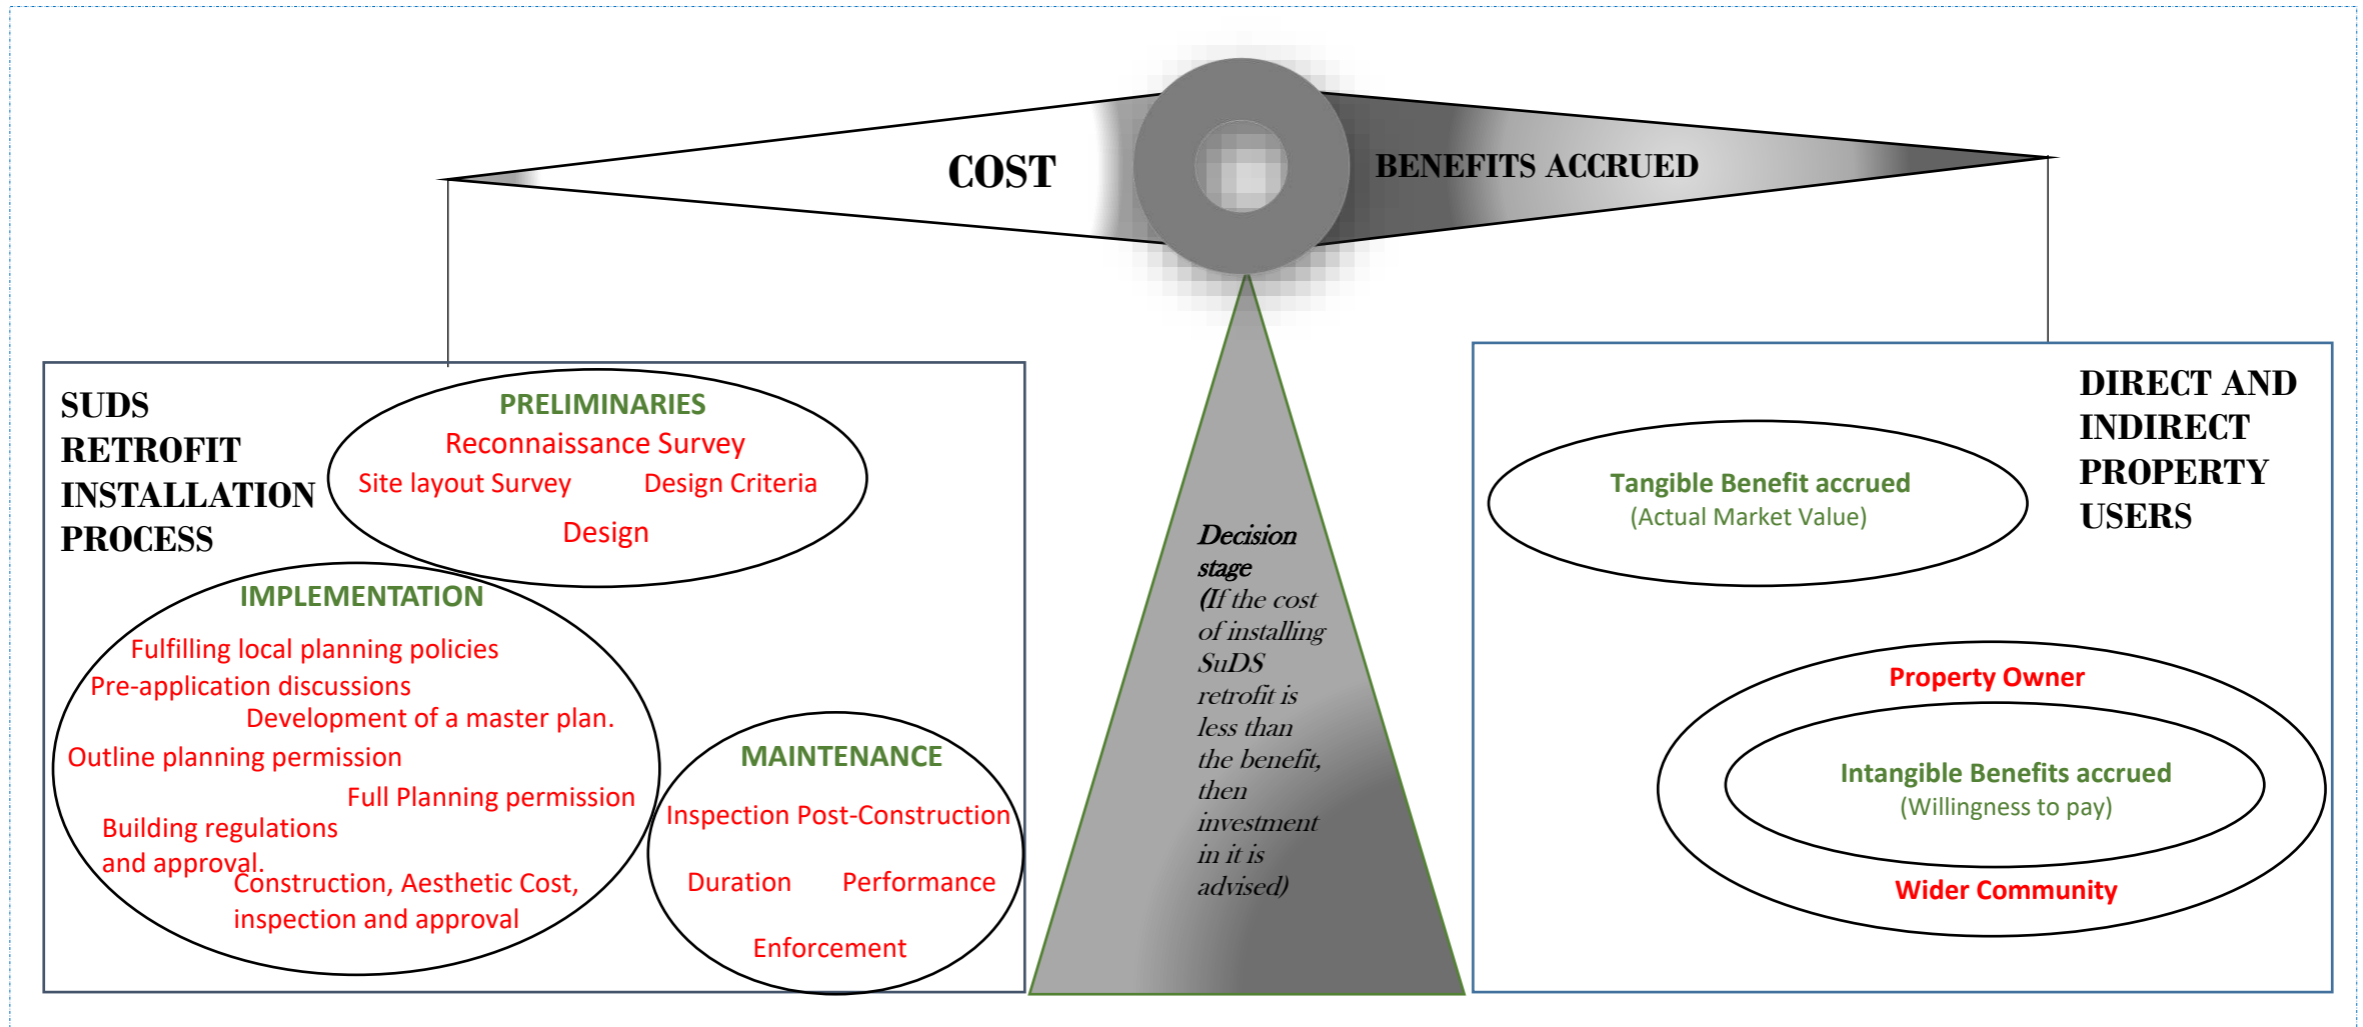 COST
BENEFITS ACCRUED
SUDS
RETROFIT
INSTALLATION
PROCESS
PRELIMINARIES
Reconnaissance Survey
Site layout Survey
Design Criteria
Design
IMPLEMENTATION
Fulfilling local planning policies
Pre-application discussions
Development of a master plan.
Outline planning permission
Full Planning permission
Building regulations
and approval.
Construction, Aesthetic Cost,
inspection and approval
MAINTENANCE
Inspection Post-Construction
Duration
Performance
Enforcement
Decision
stage
(If the cost
of installing
SuDS
retrofit is
less than
the benefit,
then
investment
in it is
advised)
DIRECT AND
INDIRECT
PROPERTY
USERS
Tangible Benefit accrued
(Actual Market Value)
Property Owner
Intangible Benefits accrued
(Willingness to pay)
Wider Community